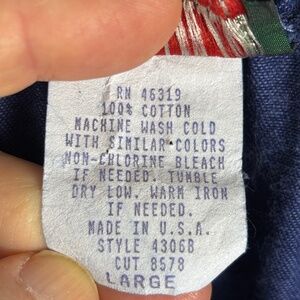 RN 46319
100% COTTON
MACHINE WASH COLD
WITH SIMILAR COLORS
NON-CHLORINE BLEACH
IF NEEDED. TUMBLE
DRY LOW. WARM IRON
IF NEEDED.
MADE IN U.S.A.
STYLE 4306B
CUT 8578
LARGE